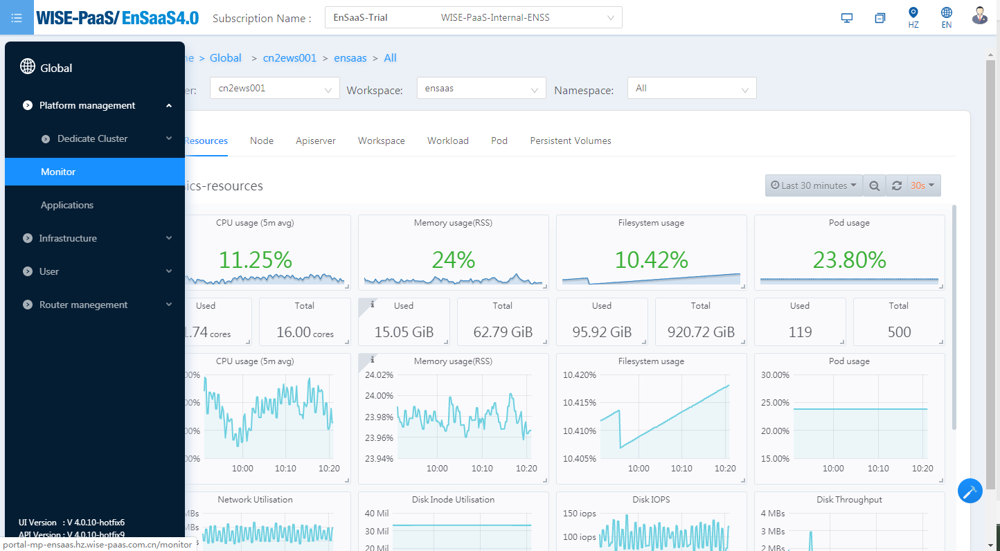 WISE-PaaS/ EnSaaS4.0 Subscription Name : EnSaaS-Trial WISE-PaaS-Internal-ENSS HZ EN
Global
> Global > cn2ews001 > ensaas > All
cn2ews001 Workspace: ensaas Namespace: All
Platform management
Dedicate Cluster
Monitor
Applications
Infrastructure
User
Router menegement
UI Version : V 4.0.10-hotfix6
API Version : V 4.0.10-hotfix9
portal-mp-ensaas.hz.wise-paas.com.cn/monitor
Resources Node Apiserver Workspace Workload Pod Persistent Volumes
ics-resources Last 30 minutes 30s
CPU usage (5m avg) Memory usage(RSS) Filesystem usage Pod usage
11.25% 24% 10.42% 23.80%
Used Total Used Total Used Total Used Total
.74 cores 16.00 cores 15.05 GiB 62.79 GiB 95.92 GiB 920.72 GiB 119 500
CPU usage (5m avg)
10:00 10:10 10:20
Memory usage(RSS)
24.02%
24.00%
23.98%
23.96%
23.94%
10:00 10:10 10:20
Filesystem usage
10.420%
10.415%
10.410%
10.405%
10:00 10:10 10:20
Pod usage
30.00%
25.00%
20.00%
15.00%
10:00 10:10 10:20
Network Utilisation
MBs
MBs
Disk Inode Utilisation
40 Mil
30 Mil
20 Mil
Disk IOPS
150 iops
100 iops
Disk Throughput
4 MBs
3 MBs
2 MBs